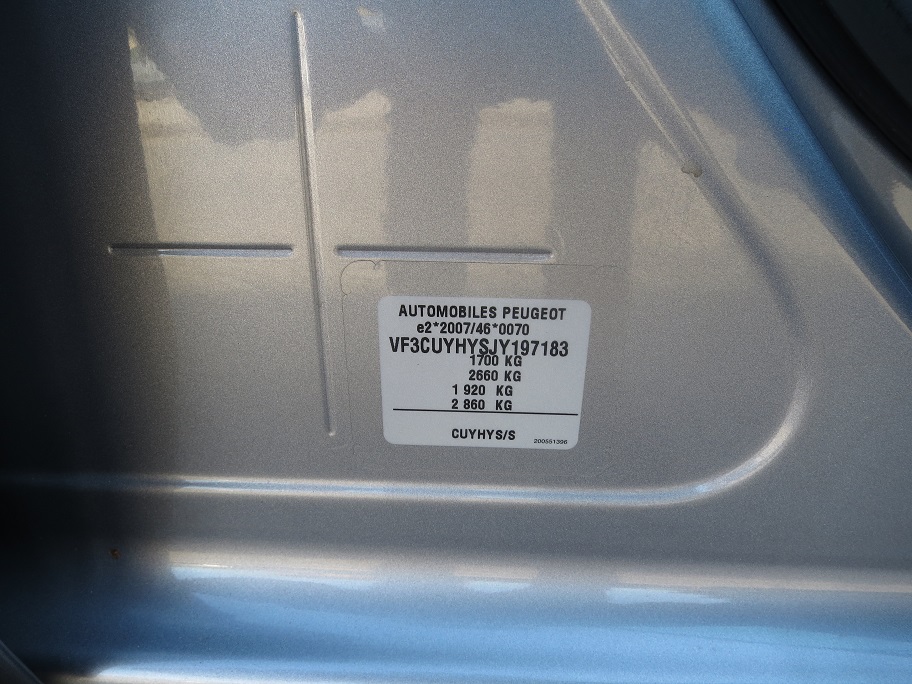 AUTOMOBILES PEUGEOT
e2*2007/46*0070
VF3CUYHYSJY197183
1700 KG
2660 KG
1 920 KG
2 860 KG
CUYHYS/S
200551396